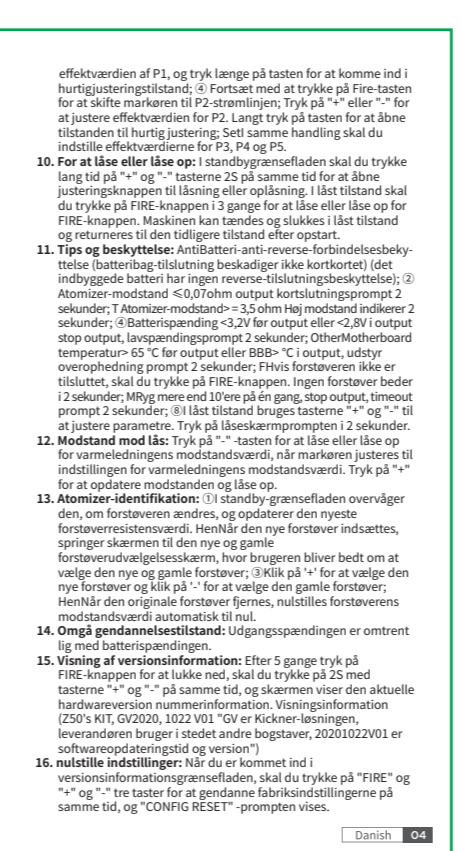 effektværdien af P1, og tryk længe på tasten for at komme ind i
hurtigjusteringstilstand; ④ Fortsæt med at trykke på Fire-tasten
for at skifte markøren til P2-strømlinjen; Tryk på "+" eller "-" for
at justere effektværdien for P2. Langt tryk på tasten for at åbne
tilstanden til hurtig justering; SetI samme handling skal du
indstille effektværdierne for P3, P4 og P5.
10. For at låse eller låse op: I standbygrænsefladen skal du trykke
lang tid på "+" og "-" tasterne 2S på samme tid for at åbne
justeringsknappen til låsning eller oplåsning. I låst tilstand skal
du trykke på FIRE-knappen i 3 gange for at låse eller låse op for
FIRE-knappen. Maskinen kan tændes og slukkes i låst tilstand
og returneres til den tidligere tilstand efter opstart.
11. Tips og beskyttelse: AntiBatteri-anti-reverse-forbindelsesbeky-
ttelse (batteribag-tilslutning beskadiger ikke kortkortet) (det
indbyggede batteri har ingen reverse-tilslutningsbeskyttelse); ②
Atomizer-modstand ≤0,07ohm output kortslutningsprompt 2
sekunder; T Atomizer-modstand> = 3,5 ohm Høj modstand indikerer 2
sekunder; ④Batterispænding <3,2V før output eller <2,8V i output
stop output, lavspændingsprompt 2 sekunder; OtherMotherboard
temperatur> 65 °C før output eller BBB> °C i output, udstyr
overophedning prompt 2 sekunder; FHvis forstøveren ikke er
tilsluttet, skal du trykke på FIRE-knappen. Ingen forstøver beder
i 2 sekunder; MRyg mere end 10'ere på én gang, stop output, timeout
prompt 2 sekunder; ⑧I låst tilstand bruges tasterne "+" og "-" til
at justere parametre. Tryk på låseskærmprompten i 2 sekunder.
12. Modstand mod lås: Tryk på "-" -tasten for at låse eller låse op
for varmeledningens modstandsværdi, når markøren justeres til
indstillingen for varmeledningens modstandsværdi. Tryk på "+"
for at opdatere modstanden og låse op.
13. Atomizer-identifikation: ①I standby-grænsefladen overvåger
den, om forstøveren ændres, og opdaterer den nyeste
forstøverresistensværdi. HenNår den nye forstøver indsættes,
springer skærmen til den nye og gamle
forstøverudvælgelsesskærm, hvor brugeren bliver bedt om at
vælge den nye og gamle forstøver; ③Klik på '+' for at vælge den
nye forstøver og klik på '-' for at vælge den gamle forstøver;
HenNår den originale forstøver fjernes, nulstilles forstøverens
modstandsværdi automatisk til nul.
14. Omgå gendannelsestilstand: Udgangsspændingen er omtrent
lig med batterispændingen.
15. Visning af versionsinformation: Efter 5 gange tryk på
FIRE-knappen for at lukke ned, skal du trykke på 2S med
tasterne "+" og "-" på samme tid, og skærmen viser den aktuelle
hardwareversion nummerinformation. Visningsinformation
(Z50's KIT, GV2020, 1022 V01 "GV er Kickner-løsningen,
leverandøren bruger i stedet andre bogstaver, 20201022V01 er
softwareopdateringstid og version")
16. nulstille indstillinger: Når du er kommet ind i
versionsinformationsgrænsefladen, skal du trykke på "FIRE" og
"+" og "-" tre taster for at gendanne fabriksindstillingerne på
samme tid, og "CONFIG RESET" -prompten vises.
Danish 04